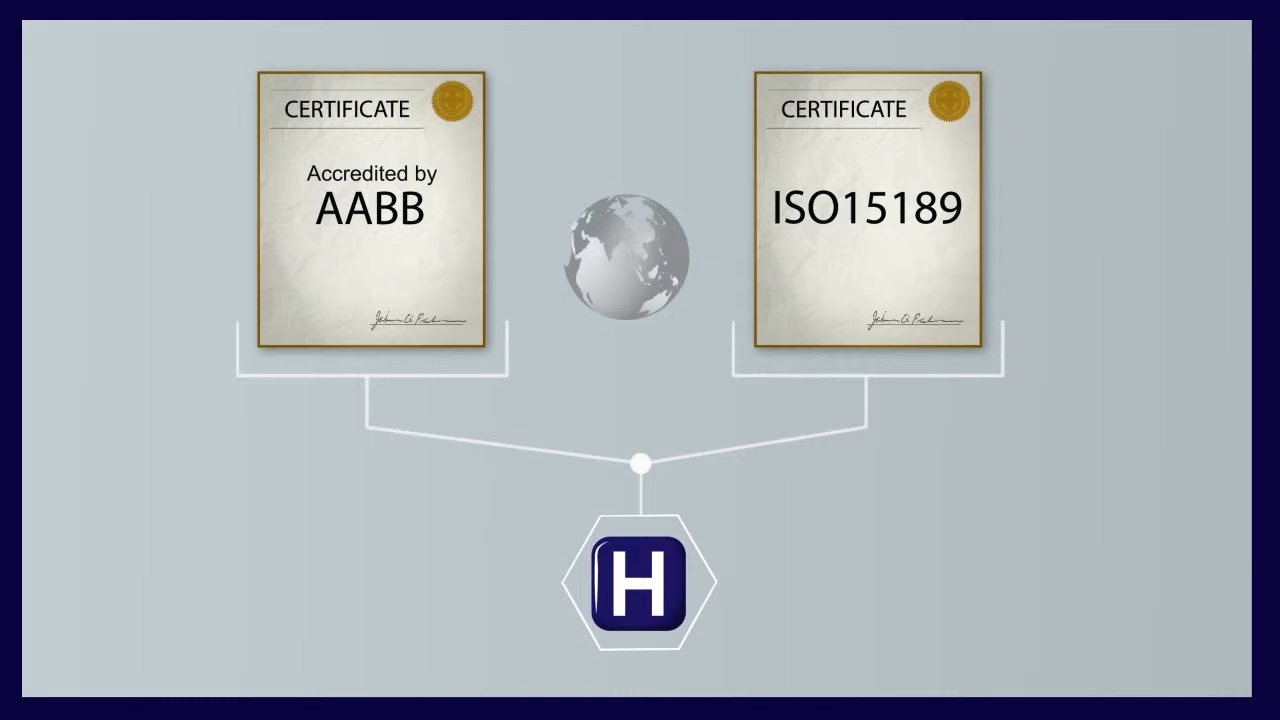 CERTIFICATE
Accredited by
AABB
CERTIFICATE
ISO15189
H